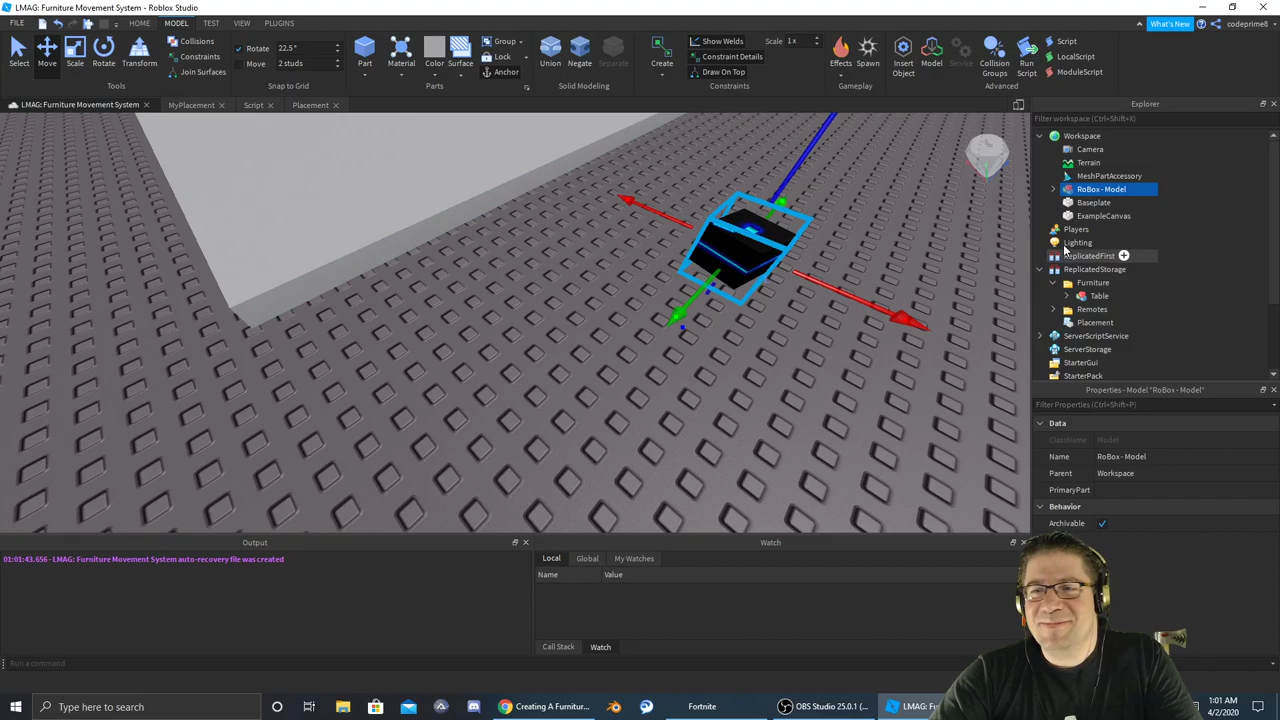 LMAG: Furniture Movement System - Roblox Studio
FILE HOME MODEL TEST VIEW PLUGINS What's New codeprime8
Select Move Scale Rotate Transform
Collisions
Constraints
Join Surfaces
Tools
Rotate 22.5°
Move 2 studs
Snap to Grid
Part Material Color Surface
Group
Lock
Anchor
Parts
Union Negate Separate
Solid Modeling
Create
Show Welds
Constraint Details
Draw On Top
Scale 1 x
Constraints
Effects Spawn
Gameplay
Insert Object
Model
Service
Collision Groups
Run Script
Script
LocalScript
ModuleScript
Advanced
LMAG: Furniture Movement System MyPlacement Script Placement
Explorer
Filter workspace (Ctrl+Shift+X)
Workspace
Camera
Terrain
MeshPartAccessory
RoBox - Model
Baseplate
ExampleCanvas
Players
Lighting
ReplicatedFirst
ReplicatedStorage
Furniture
Table
Remotes
Placement
ServerScriptService
ServerStorage
StarterGui
StarterPack
Properties - Model "RoBox - Model"
Filter Properties (Ctrl+Shift+P)
Data
ClassName Model
Name RoBox - Model
Parent Workspace
PrimaryPart
Behavior
Archivable
Output
01:01:43.656 - LMAG: Furniture Movement System auto-recovery file was created
Watch
Local Global My Watches
Name Value
Call Stack Watch
Run a command
Type here to search
Creating A Furnitur...
Fortnite
OBS Studio 25.0.1 (...
LMAG: Fu
1:01 AM
4/2/2020